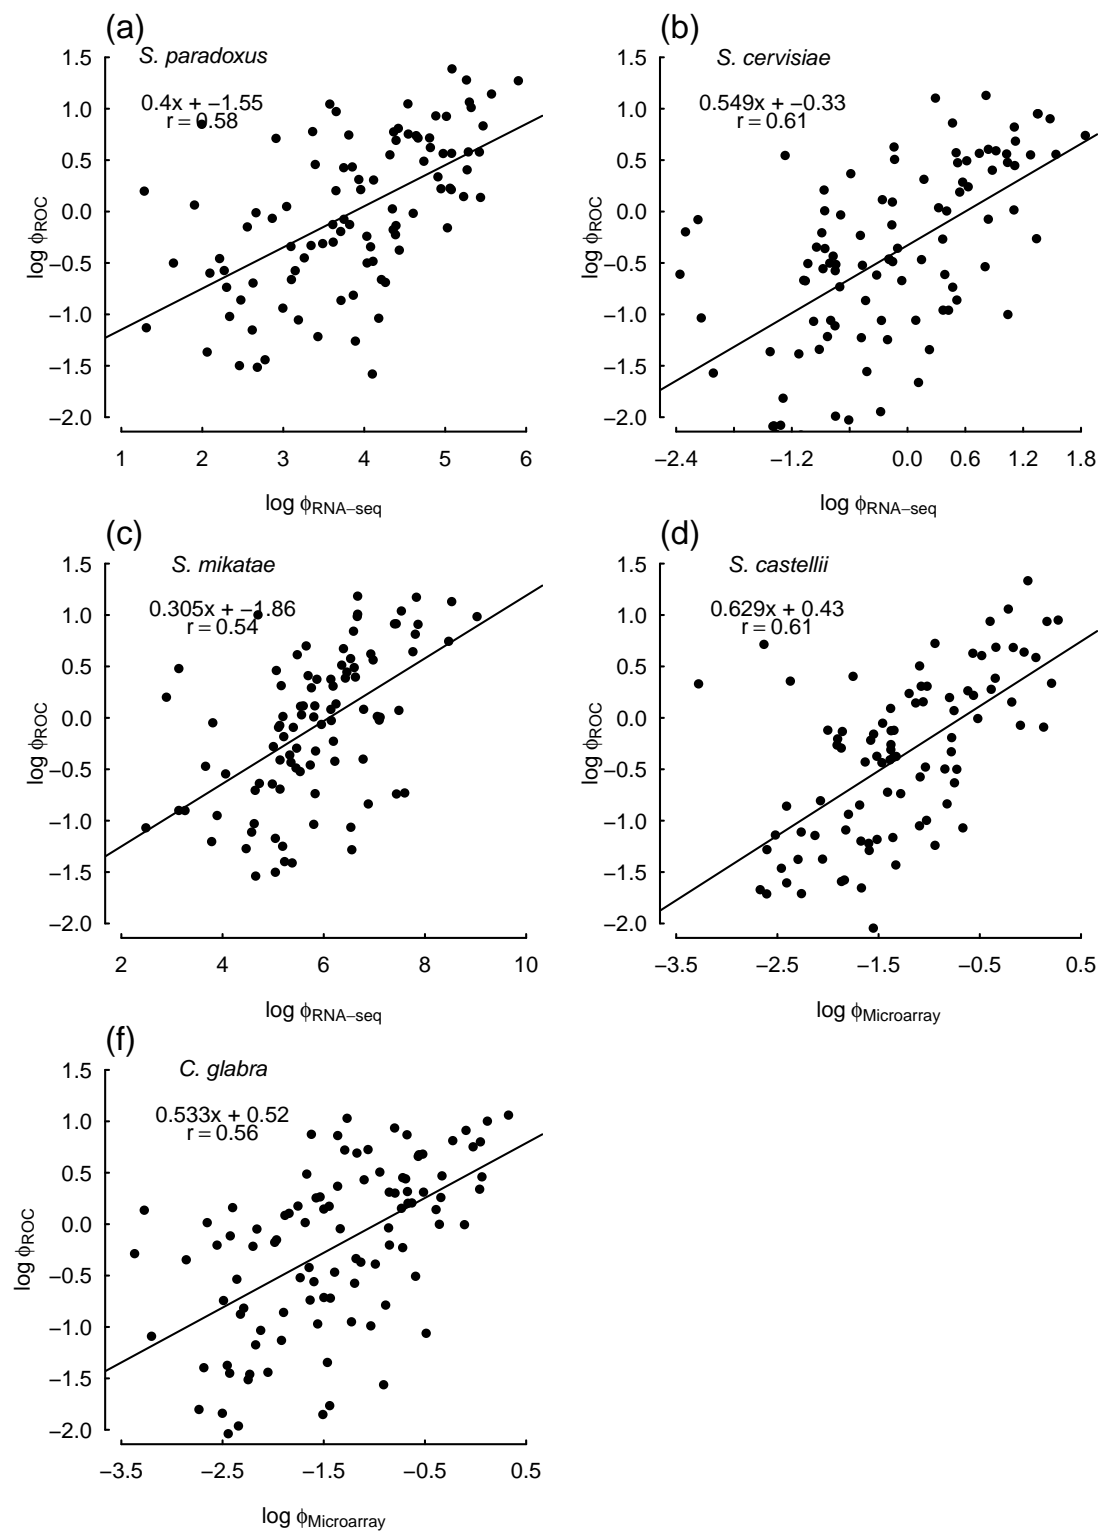 (a)
S. paradoxus
0.4x + −1.55
r = 0.58
1.5
1.0
0.5
0.0
−0.5
−1.0
−1.5
−2.0
log ϕROC
1 2 3 4 5 6
log ϕRNA−seq
(b)
S. cervisiae
0.549x + −0.33
r = 0.61
1.5
1.0
0.5
0.0
−0.5
−1.0
−1.5
−2.0
log ϕROC
−2.4 −1.2 0.0 0.6 1.2 1.8
log ϕRNA−seq
(c)
S. mikatae
0.305x + −1.86
r = 0.54
1.5
1.0
0.5
0.0
−0.5
−1.0
−1.5
−2.0
log ϕROC
2 4 6 8 10
log ϕRNA−seq
(d)
S. castellii
0.629x + 0.43
r = 0.61
1.5
1.0
0.5
0.0
−0.5
−1.0
−1.5
−2.0
log ϕROC
−3.5 −2.5 −1.5 −0.5 0.5
log ϕMicroarray
(f)
C. glabra
0.533x + 0.52
r = 0.56
1.5
1.0
0.5
0.0
−0.5
−1.0
−1.5
−2.0
log ϕROC
−3.5 −2.5 −1.5 −0.5 0.5
log ϕMicroarray